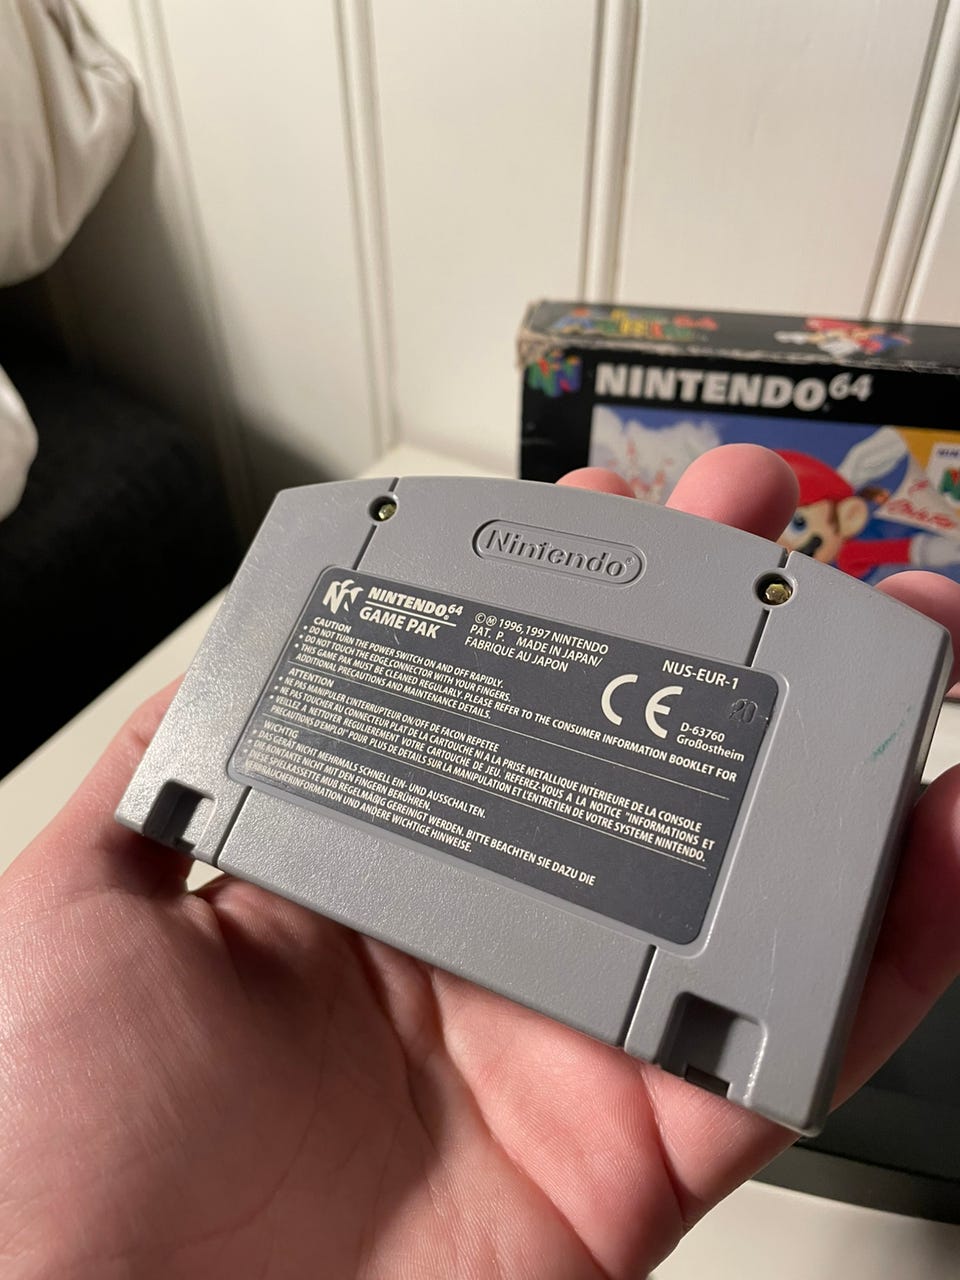 NINTENDO 64
Nintendo
NINTENDO 64
GAME PAK
© Ⓜ 1996,1997 NINTENDO
PAT. P. MADE IN JAPAN/
FABRIQUE AU JAPON
NUS-EUR-1
CE
20
D-63760
Großostheim
CAUTION
• DO NOT TURN THE POWER SWITCH ON AND OFF RAPIDLY.
• DO NOT TOUCH THE EDGE CONNECTOR WITH YOUR FINGERS.
• THIS GAME PAK MUST BE CLEANED REGULARLY. PLEASE REFER TO THE CONSUMER INFORMATION BOOKLET FOR
ADDITIONAL PRECAUTIONS AND MAINTENANCE DETAILS.
ATTENTION
• NE PAS MANIPULER L'INTERRUPTEUR ON/OFF DE FACON REPETEE
• NE PAS TOUCHER AU CONNECTEUR PLAT DE LA CARTOUCHE NI A LA PRISE METALLIQUE INTERIEURE DE LA CONSOLE
• VEILLEZ A NETTOYER REGULIEREMENT VOTRE CARTOUCHE DE JEU. REFEREZ-VOUS A LA NOTICE "INFORMATIONS ET
PRECAUTIONS D'EMPLOI" POUR PLUS DE DETAILS SUR LA MANIPULATION ET L'ENTRETIEN DE VOTRE SYSTEME NINTENDO.
WICHTIG
• DAS GERÄT NICHT MEHRMALS SCHNELL EIN- UND AUSSCHALTEN.
• DIE KONTAKTE NICHT MIT DEN FINGERN BERÜHREN.
• DIESE SPIELCASSETTE MUß REGELMÄßIG GEREINIGT WERDEN. BITTE BEACHTEN SIE DAZU DIE
VERBRAUCHERINFORMATION UND ANDERE WICHTIGE HINWEISE.